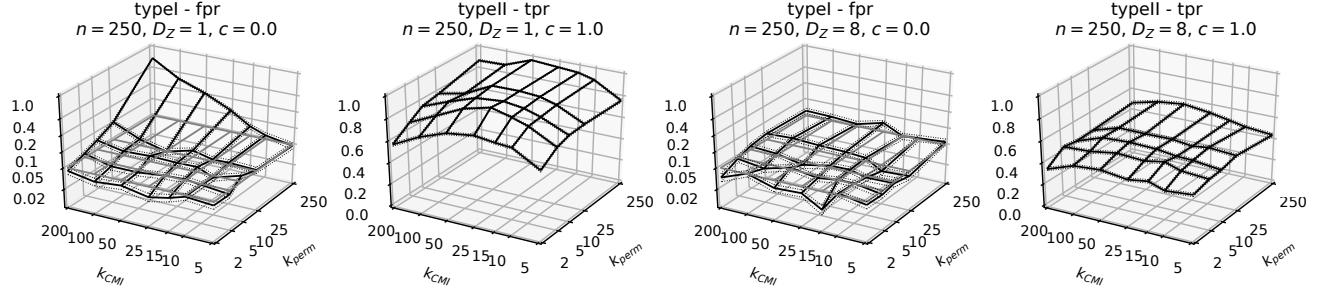 typeI - fpr
n = 250, D_Z = 1, c = 0.0
1.0
0.4
0.2
0.1
0.05
0.02
200 100 50 25 15 10 5
k_CMI
2 5 10 25 250
k_perm
typeII - tpr
n = 250, D_Z = 1, c = 1.0
1.0
0.8
0.6
0.4
0.2
0.0
200 100 50 25 15 10 5
k_CMI
2 5 10 25 250
k_perm
typeI - fpr
n = 250, D_Z = 8, c = 0.0
1.0
0.4
0.2
0.1
0.05
0.02
200 100 50 25 15 10 5
k_CMI
2 5 10 25 250
k_perm
typeII - tpr
n = 250, D_Z = 8, c = 1.0
1.0
0.8
0.6
0.4
0.2
0.0
200 100 50 25 15 10 5
k_CMI
2 5 10 25 250
k_perm